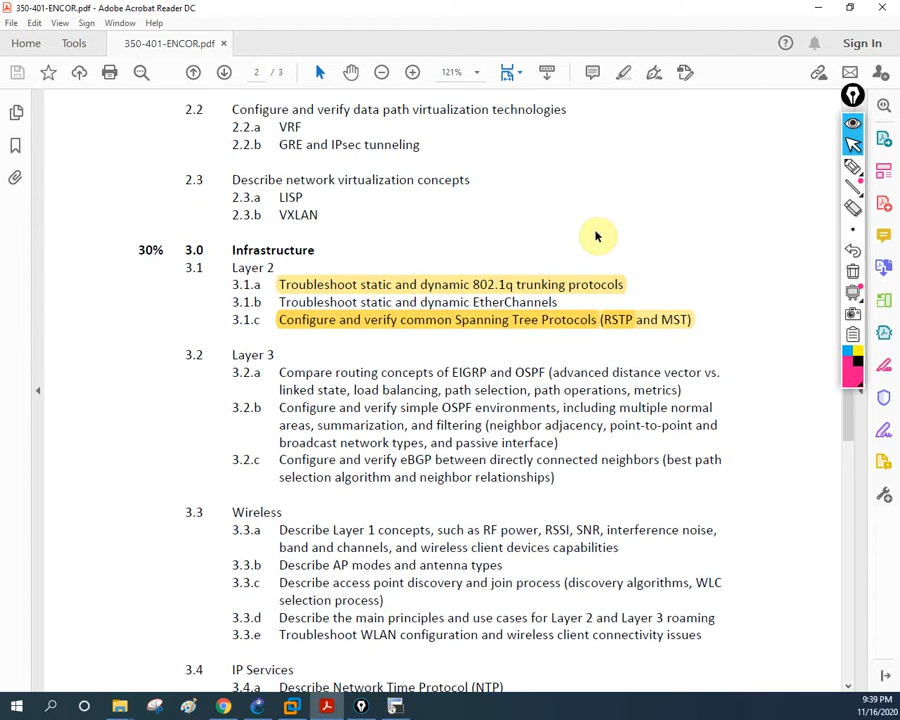 350-401-ENCOR.pdf - Adobe Acrobat Reader DC
File Edit View Sign Window Help
Home Tools 350-401-ENCOR.pdf × Sign In
2 / 3 121%
2.2 Configure and verify data path virtualization technologies
2.2.a VRF
2.2.b GRE and IPsec tunneling
2.3 Describe network virtualization concepts
2.3.a LISP
2.3.b VXLAN
30% 3.0 Infrastructure
3.1 Layer 2
3.1.a Troubleshoot static and dynamic 802.1q trunking protocols
3.1.b Troubleshoot static and dynamic EtherChannels
3.1.c Configure and verify common Spanning Tree Protocols (RSTP and MST)
3.2 Layer 3
3.2.a Compare routing concepts of EIGRP and OSPF (advanced distance vector vs.
linked state, load balancing, path selection, path operations, metrics)
3.2.b Configure and verify simple OSPF environments, including multiple normal
areas, summarization, and filtering (neighbor adjacency, point-to-point and
broadcast network types, and passive interface)
3.2.c Configure and verify eBGP between directly connected neighbors (best path
selection algorithm and neighbor relationships)
3.3 Wireless
3.3.a Describe Layer 1 concepts, such as RF power, RSSI, SNR, interference noise,
band and channels, and wireless client devices capabilities
3.3.b Describe AP modes and antenna types
3.3.c Describe access point discovery and join process (discovery algorithms, WLC
selection process)
3.3.d Describe the main principles and use cases for Layer 2 and Layer 3 roaming
3.3.e Troubleshoot WLAN configuration and wireless client connectivity issues
3.4 IP Services
3.4.a Describe Network Time Protocol (NTP)
9:39 PM
11/16/2020